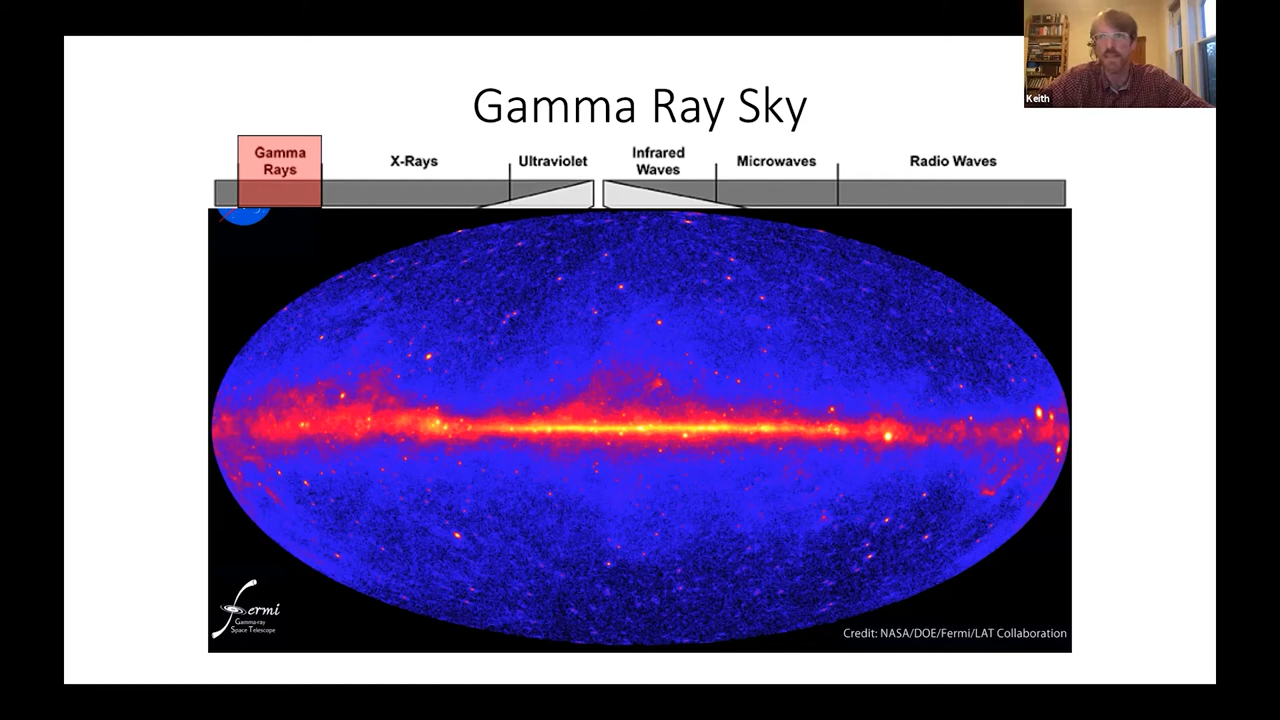 Keith
Gamma Ray Sky
Gamma
Rays
X-Rays
Ultraviolet
Infrared
Waves
Microwaves
Radio Waves
Fermi
Gamma-ray
Space Telescope
Credit: NASA/DOE/Fermi/LAT Collaboration